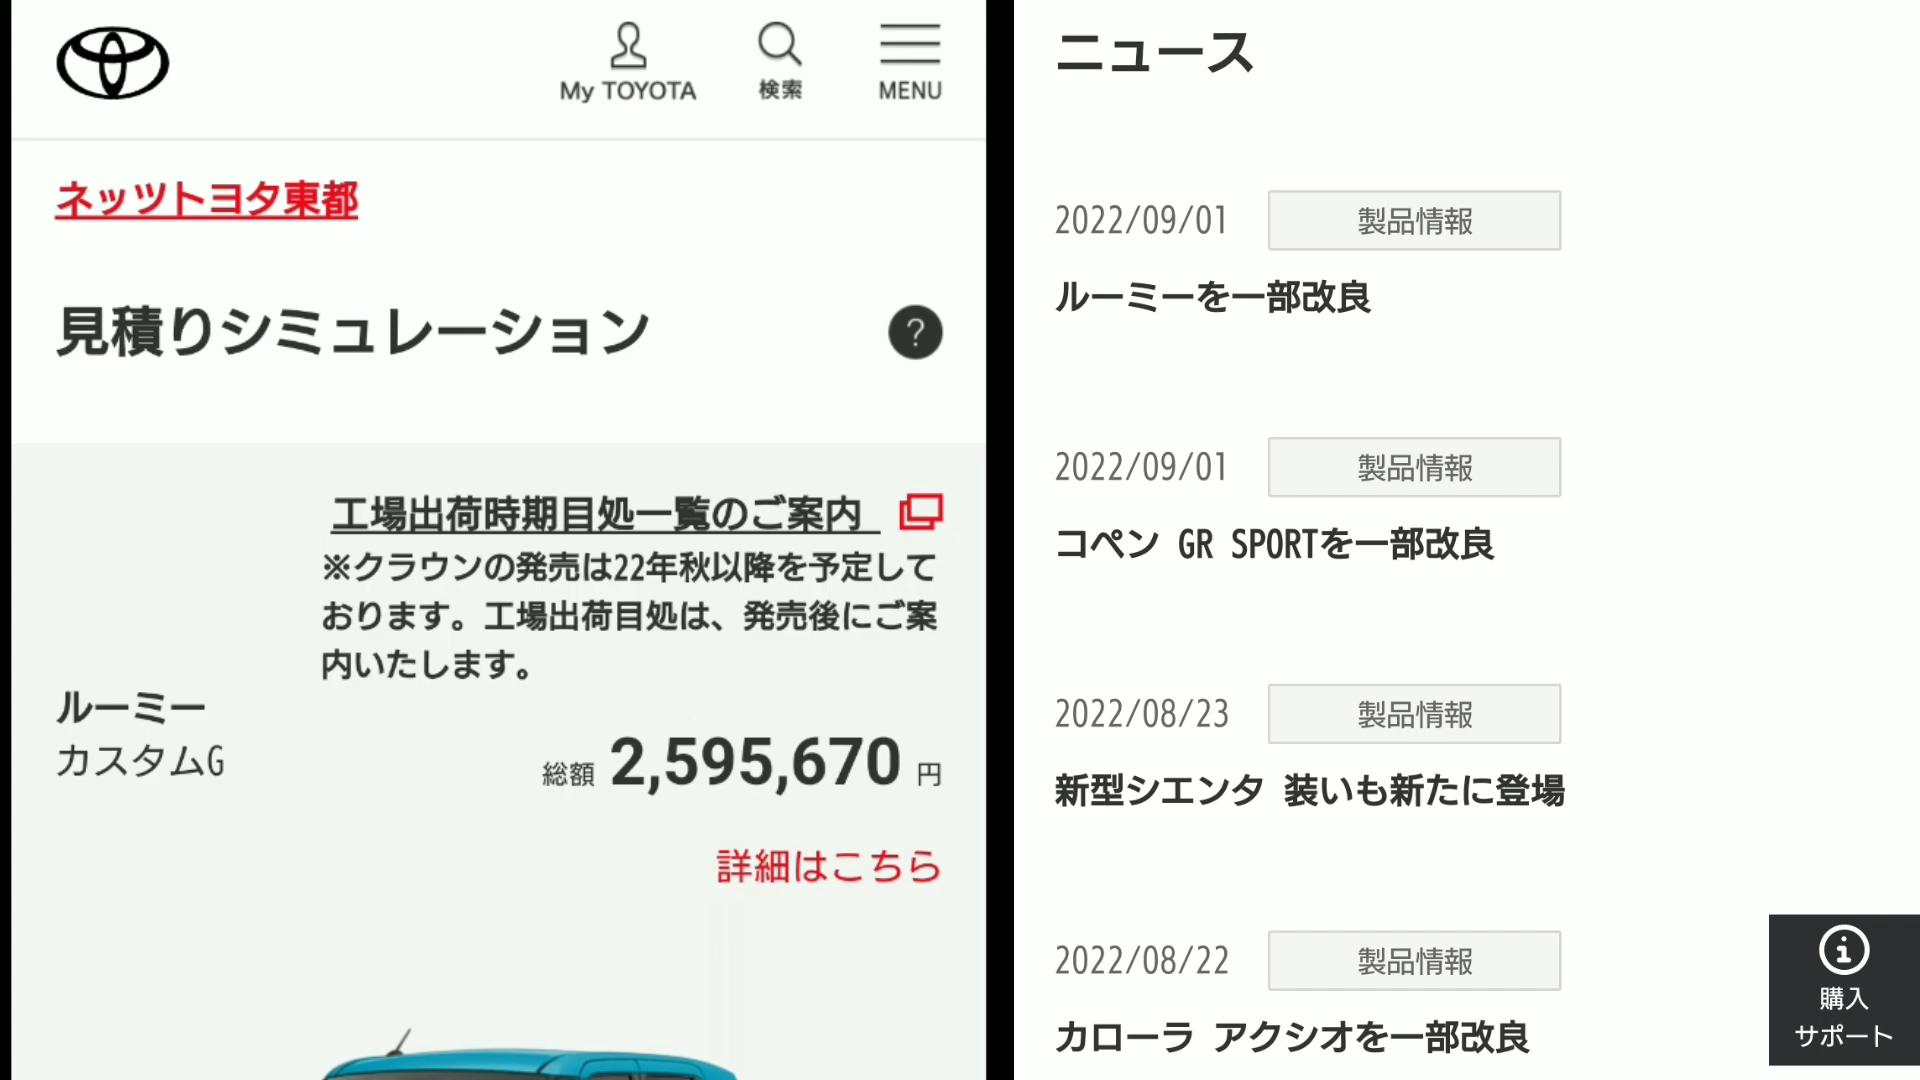 My TOYOTA
検索
MENU
ネッツトヨタ東都
見積りシミュレーション
?
工場出荷時期目処一覧のご案内
※クラウンの発売は22年秋以降を予定して
おります。工場出荷目処は、発売後にご案
内いたします。
ルーミー
カスタムG
総額 2,595,670 円
詳細はこちら
ニュース
2022/09/01 製品情報
ルーミーを一部改良
2022/09/01 製品情報
コペン GR SPORTを一部改良
2022/08/23 製品情報
新型シエンタ 装いも新たに登場
2022/08/22 製品情報
カローラ アクシオを一部改良
購入
サポート